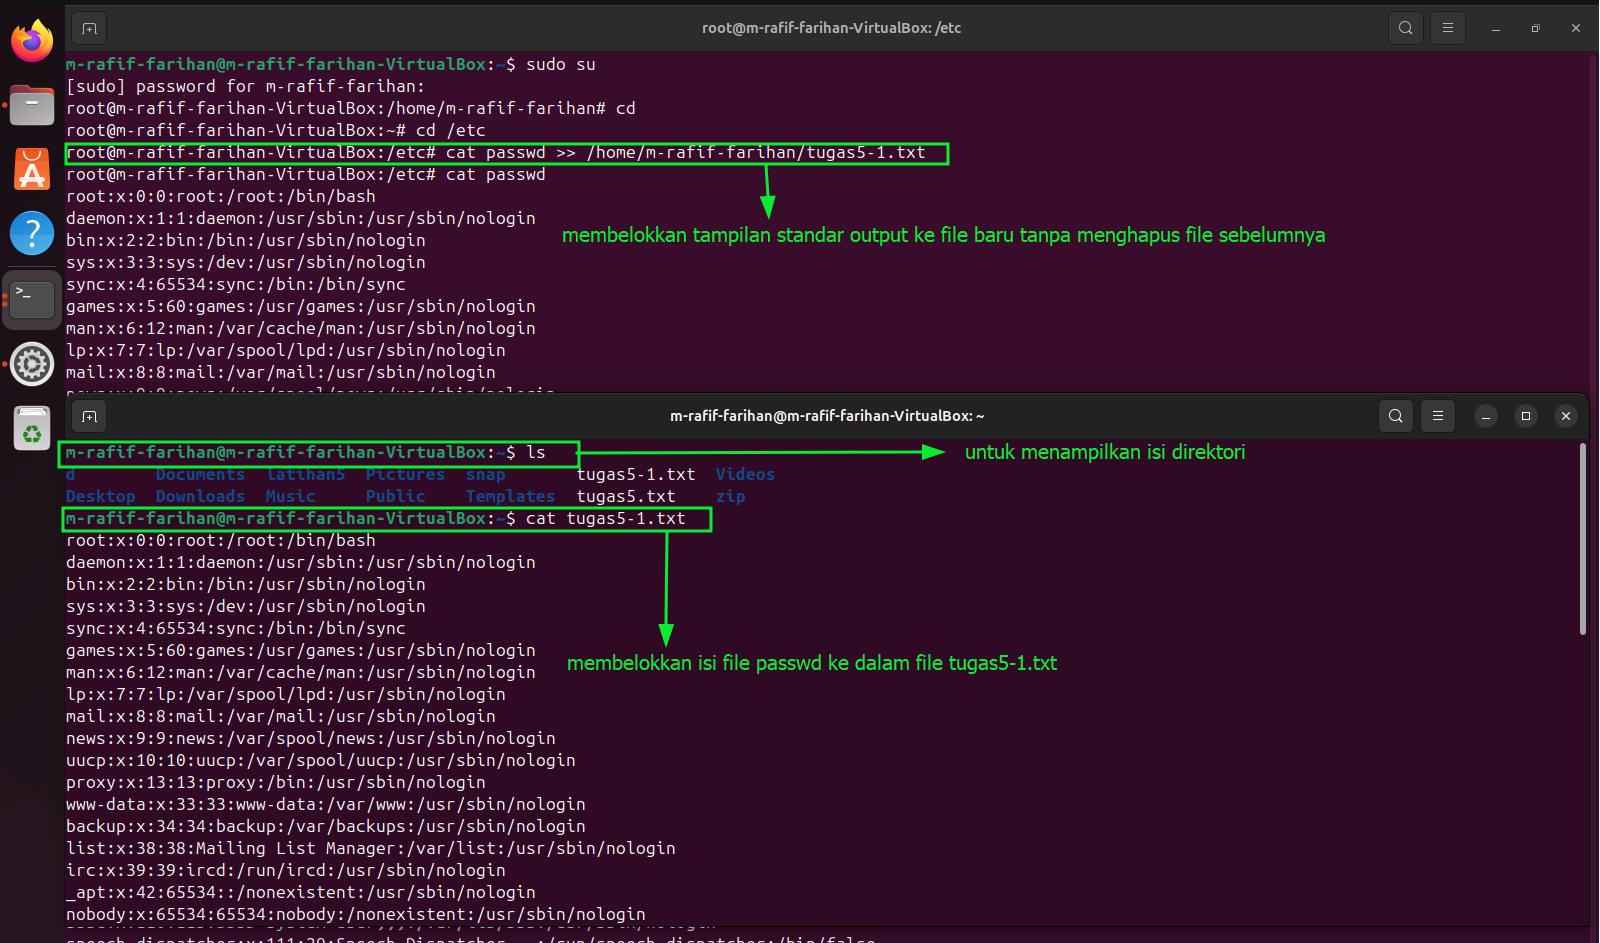 root@m-rafif-farihan-VirtualBox: /etc
m-rafif-farihan@m-rafif-farihan-VirtualBox:~$ sudo su
[sudo] password for m-rafif-farihan:
root@m-rafif-farihan-VirtualBox:/home/m-rafif-farihan# cd
root@m-rafif-farihan-VirtualBox:~# cd /etc
root@m-rafif-farihan-VirtualBox:/etc# cat passwd >> /home/m-rafif-farihan/tugas5-1.txt
root@m-rafif-farihan-VirtualBox:/etc# cat passwd
root:x:0:0:root:/root:/bin/bash
daemon:x:1:1:daemon:/usr/sbin:/usr/sbin/nologin
membelokkan tampilan standar output ke file baru tanpa menghapus file sebelumnya
bin:x:2:2:bin:/bin:/usr/sbin/nologin
sys:x:3:3:sys:/dev:/usr/sbin/nologin
sync:x:4:65534:sync:/bin:/bin/sync
games:x:5:60:games:/usr/games:/usr/sbin/nologin
man:x:6:12:man:/var/cache/man:/usr/sbin/nologin
lp:x:7:7:lp:/var/spool/lpd:/usr/sbin/nologin
mail:x:8:8:mail:/var/mail:/usr/sbin/nologin
m-rafif-farihan@m-rafif-farihan-VirtualBox: ~
m-rafif-farihan@m-rafif-farihan-VirtualBox:~$ ls
untuk menampilkan isi direktori
d Documents latihan5 Pictures snap tugas5-1.txt Videos
Desktop Downloads Music Public Templates tugas5.txt zip
m-rafif-farihan@m-rafif-farihan-VirtualBox:~$ cat tugas5-1.txt
root:x:0:0:root:/root:/bin/bash
daemon:x:1:1:daemon:/usr/sbin:/usr/sbin/nologin
bin:x:2:2:bin:/bin:/usr/sbin/nologin
sys:x:3:3:sys:/dev:/usr/sbin/nologin
sync:x:4:65534:sync:/bin:/bin/sync
games:x:5:60:games:/usr/games:/usr/sbin/nologin
membelokkan isi file passwd ke dalam file tugas5-1.txt
man:x:6:12:man:/var/cache/man:/usr/sbin/nologin
lp:x:7:7:lp:/var/spool/lpd:/usr/sbin/nologin
mail:x:8:8:mail:/var/mail:/usr/sbin/nologin
news:x:9:9:news:/var/spool/news:/usr/sbin/nologin
uucp:x:10:10:uucp:/var/spool/uucp:/usr/sbin/nologin
proxy:x:13:13:proxy:/bin:/usr/sbin/nologin
www-data:x:33:33:www-data:/var/www:/usr/sbin/nologin
backup:x:34:34:backup:/var/backups:/usr/sbin/nologin
list:x:38:38:Mailing List Manager:/var/list:/usr/sbin/nologin
irc:x:39:39:ircd:/run/ircd:/usr/sbin/nologin
_apt:x:42:65534::/nonexistent:/usr/sbin/nologin
nobody:x:65534:65534:nobody:/nonexistent:/usr/sbin/nologin